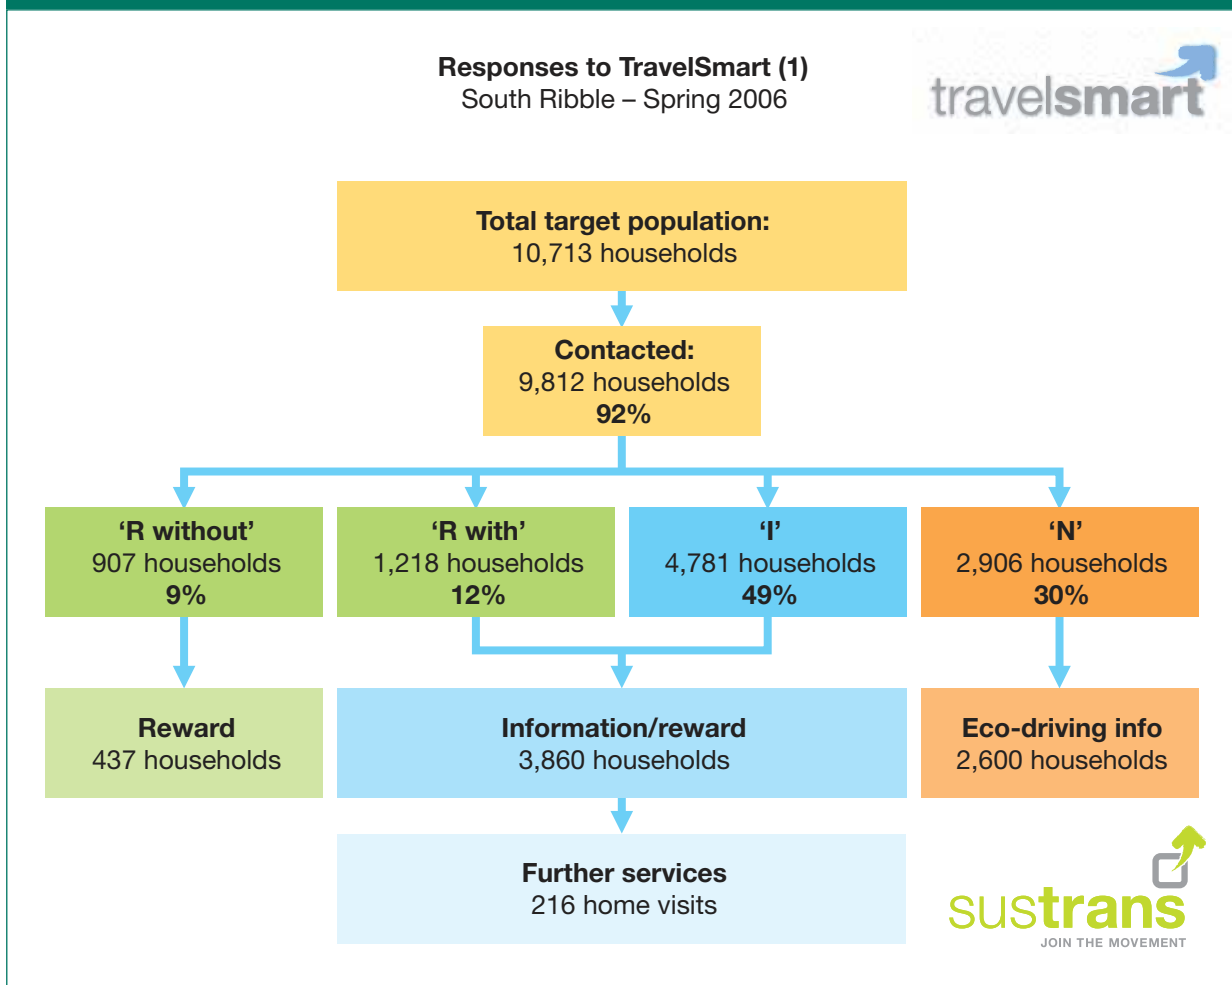 Responses to TravelSmart (1)
South Ribble – Spring 2006
travelsmart
Total target population:
10,713 households
Contacted:
9,812 households
92%
‘R without’
907 households
9%
‘R with’
1,218 households
12%
‘I’
4,781 households
49%
‘N’
2,906 households
30%
Reward
437 households
Information/reward
3,860 households
Eco-driving info
2,600 households
Further services
216 home visits
sustrans
JOIN THE MOVEMENT